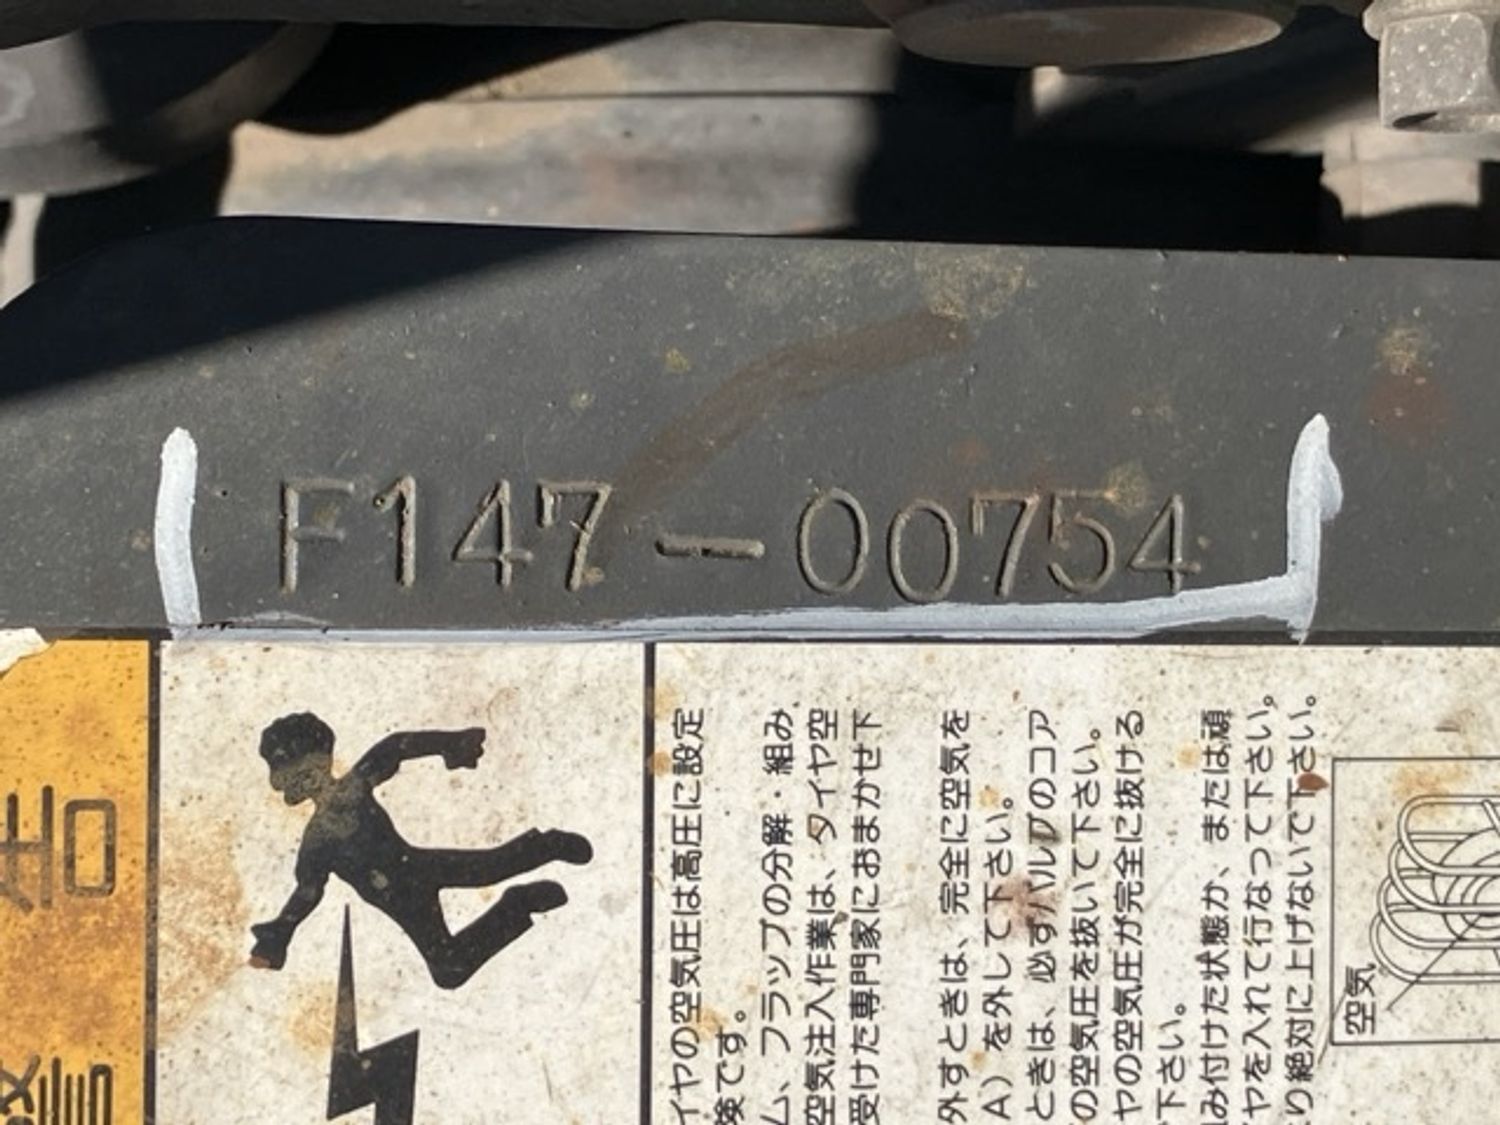 F147-00754
警告
イヤの空気圧は高圧に設定
険です。
ム、フラップの分解・組み
空気注入作業は、タイヤ空
受けた専門家におまかせ下
外すときは、完全に空気を
A）を外して下さい。
ときは、必ずバルブのコア
の空気圧を抜いて下さい。
ヤの空気圧が完全に抜ける
下さい。
み付けた状態か、または頑
ヤを入れて行なって下さい。
り絶対に上げないで下さい。
空気